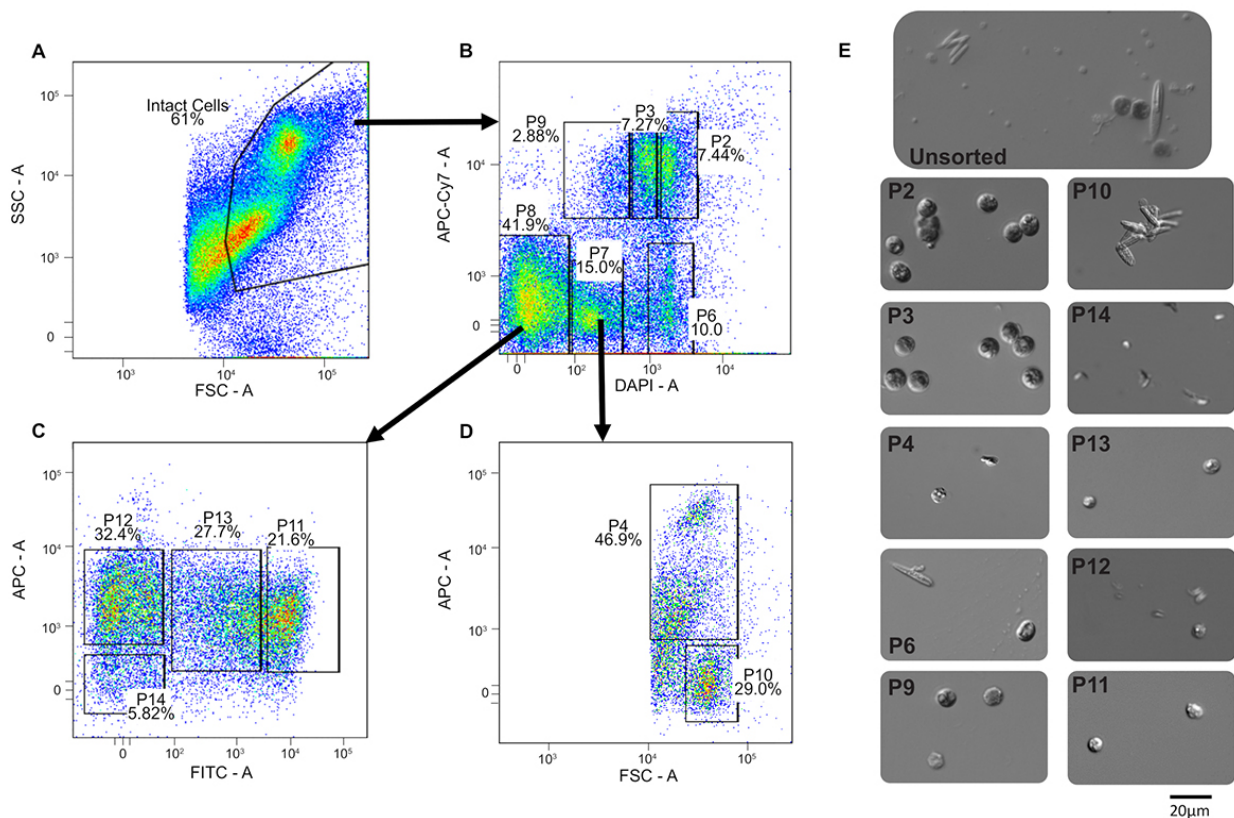 A
SSC - A
10⁵
10⁴
10³
0
Intact Cells
61%
10³
10⁴
10⁵
FSC - A
B
APC-Cy7 - A
10⁴
10³
0
P9
2.88%
P3
7.27%
P2
7.44%
P8
41.9%
P7
15.0%
P6
10.0
0
10²
10³
10⁴
DAPI - A
C
APC - A
10⁵
10⁴
10³
0
P12
32.4%
P13
27.7%
P11
21.6%
P14
5.82%
0
10²
10³
10⁴
10⁵
FITC - A
D
APC - A
10⁵
10⁴
10³
0
P4
46.9%
P10
29.0%
10³
10⁴
10⁵
FSC - A
E
Unsorted
P2
P10
P3
P14
P4
P13
P6
P12
P9
P11
20µm